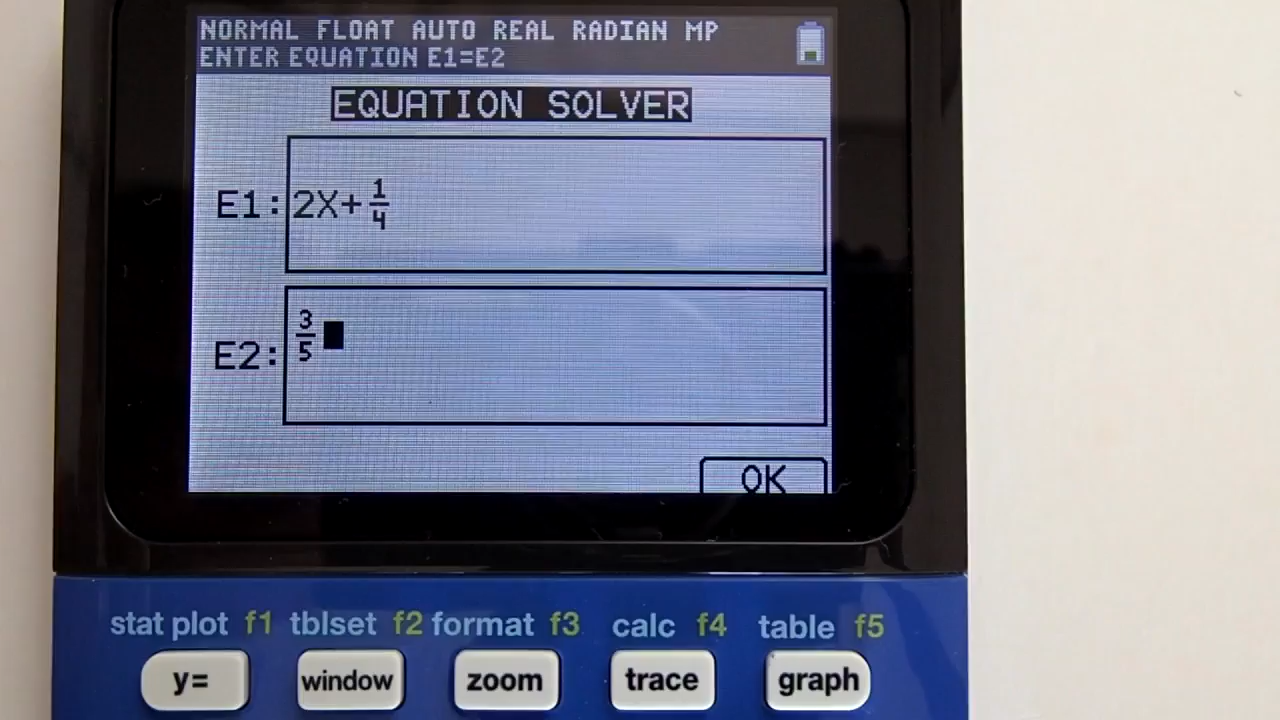 NORMAL FLOAT AUTO REAL RADIAN MP
ENTER EQUATION E1=E2
EQUATION SOLVER
E1: 2X+1/4
E2: 3/5
OK
stat plot f1 tblset f2 format f3 calc f4 table f5
y= window zoom trace graph